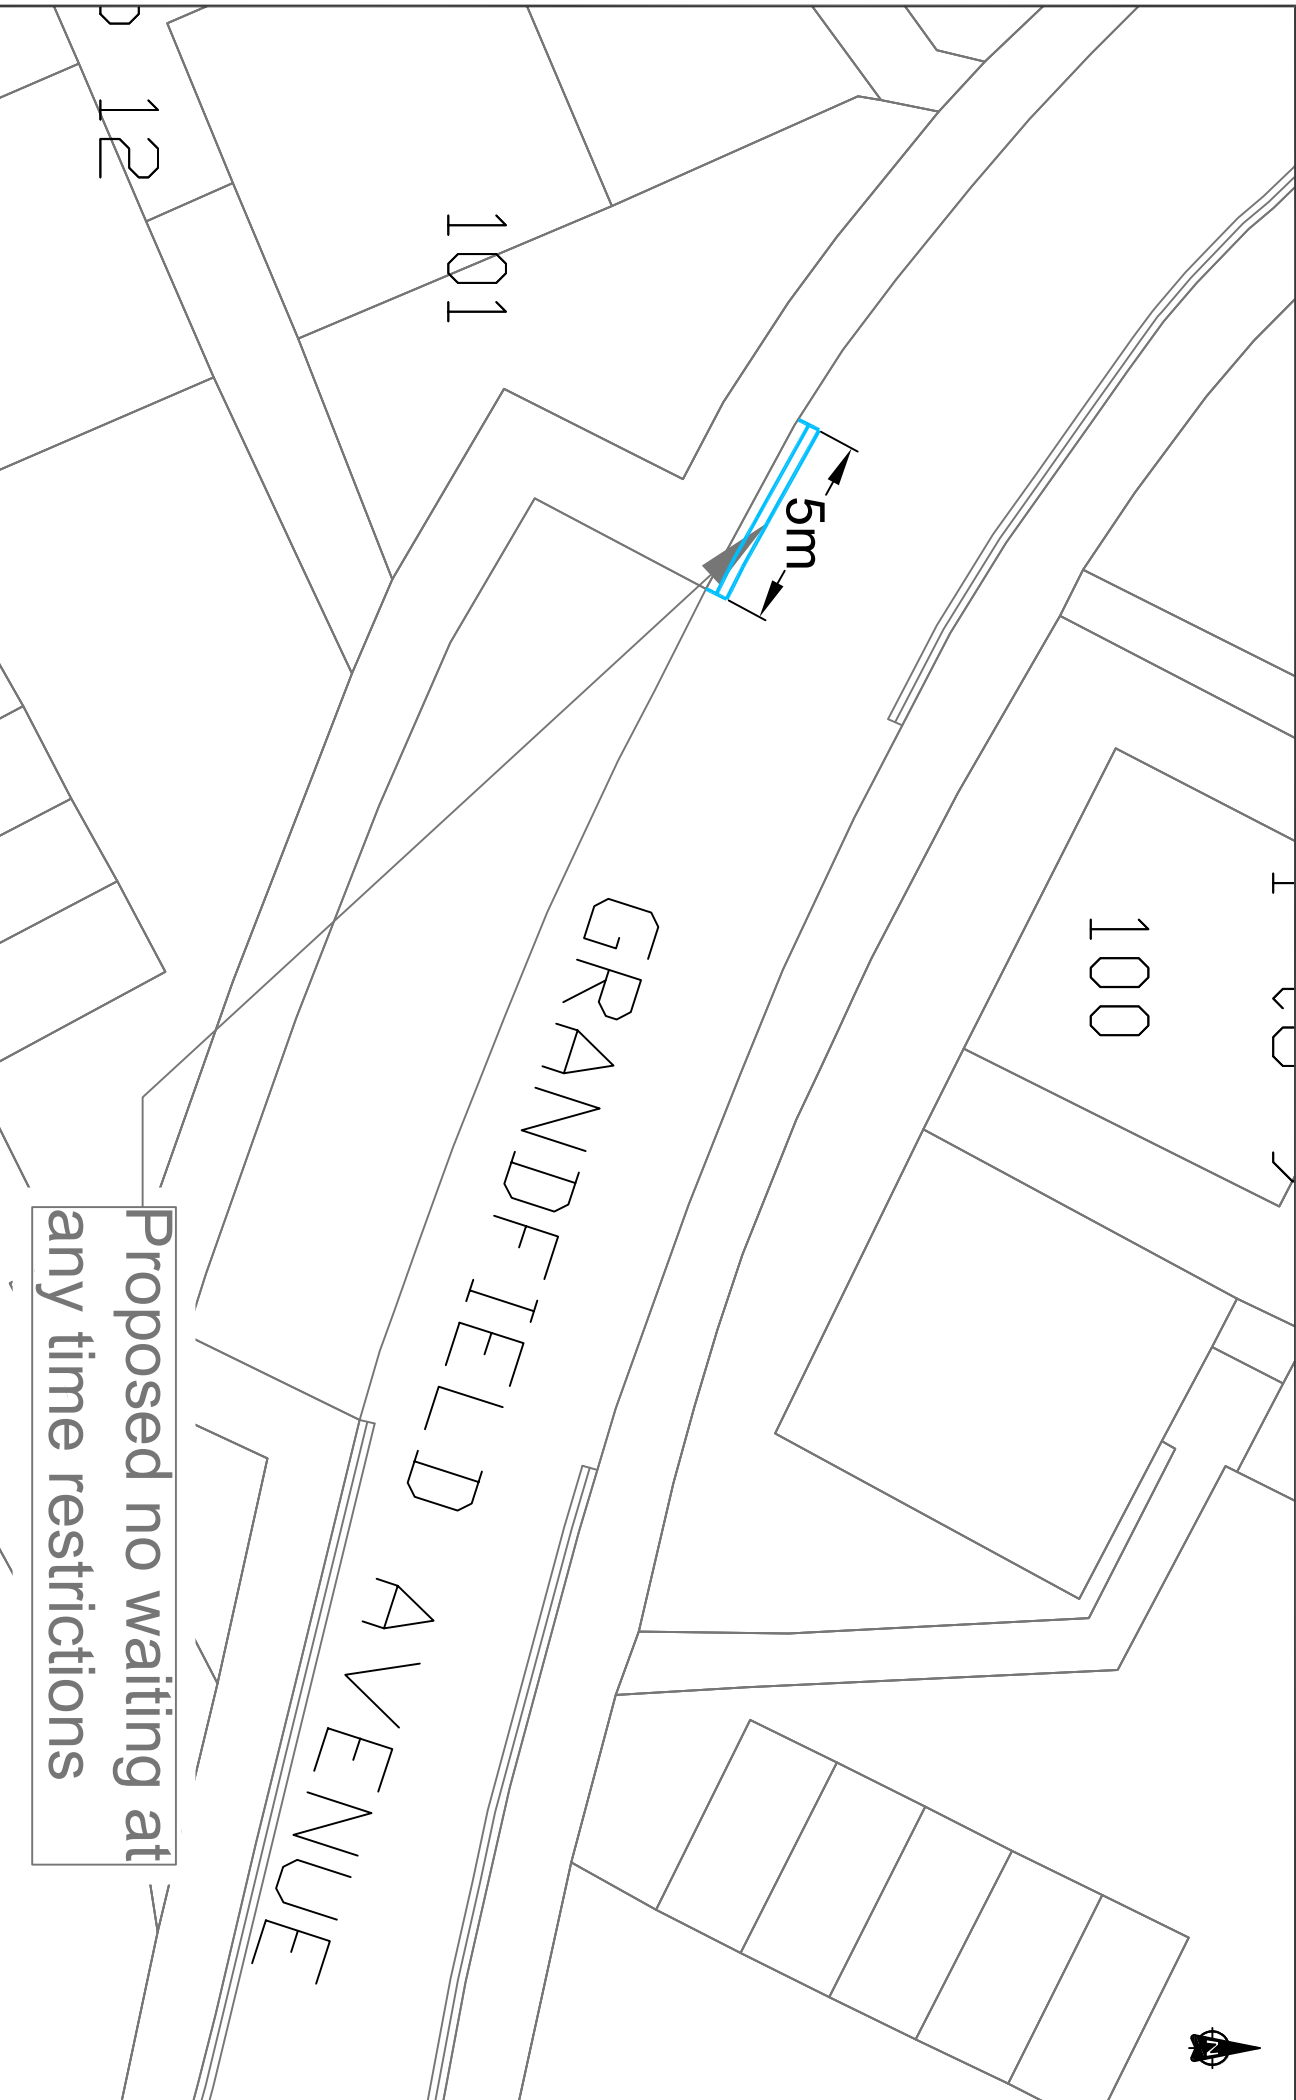 12
101
5m
100
GRANDFIELD AVENUE
Proposed no waiting at
any time restrictions
N